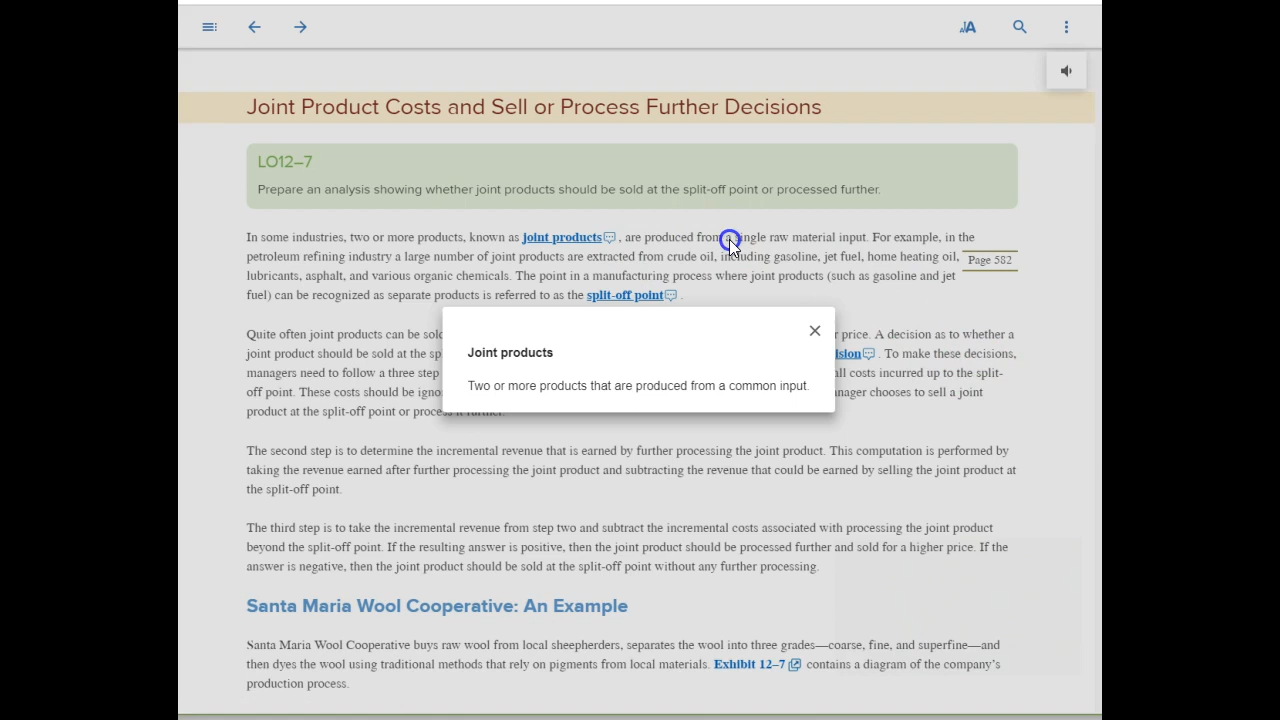 Joint Product Costs and Sell or Process Further Decisions
LO12–7
Prepare an analysis showing whether joint products should be sold at the split-off point or processed further.
In some industries, two or more products, known as joint products , are produced from a single raw material input. For example, in the
petroleum refining industry a large number of joint products are extracted from crude oil, including gasoline, jet fuel, home heating oil,
Page 582
lubricants, asphalt, and various organic chemicals. The point in a manufacturing process where joint products (such as gasoline and jet
fuel) can be recognized as separate products is referred to as the split-off point .
Quite often joint products can be sol r price. A decision as to whether a
joint product should be sold at the sp ision . To make these decisions,
managers need to follow a three step all costs incurred up to the split-
off point. These costs should be igno nager chooses to sell a joint
product at the split-off point or process it further.
Joint products
Two or more products that are produced from a common input.
The second step is to determine the incremental revenue that is earned by further processing the joint product. This computation is performed by
taking the revenue earned after further processing the joint product and subtracting the revenue that could be earned by selling the joint product at
the split-off point.
The third step is to take the incremental revenue from step two and subtract the incremental costs associated with processing the joint product
beyond the split-off point. If the resulting answer is positive, then the joint product should be processed further and sold for a higher price. If the
answer is negative, then the joint product should be sold at the split-off point without any further processing.
Santa Maria Wool Cooperative: An Example
Santa Maria Wool Cooperative buys raw wool from local sheepherders, separates the wool into three grades—coarse, fine, and superfine—and
then dyes the wool using traditional methods that rely on pigments from local materials. Exhibit 12–7 contains a diagram of the company’s
production process.